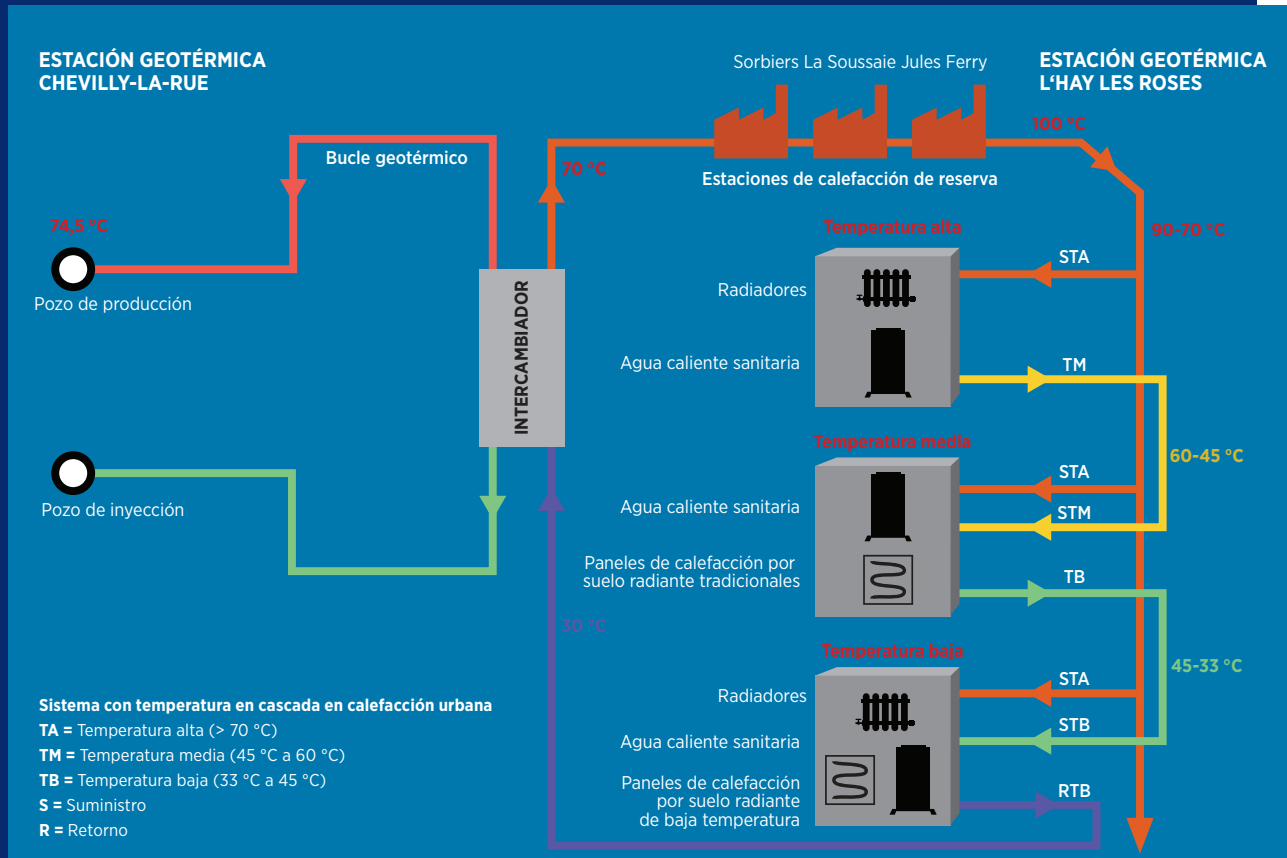 ESTACIÓN GEOTÉRMICA
CHEVILLY-LA-RUE
Sorbiers La Soussaie Jules Ferry
ESTACIÓN GEOTÉRMICA
L‘HAY LES ROSES
100 °C
Bucle geotérmico
70 °C
Estaciones de calefacción de reserva
74,5 °C
Pozo de producción
INTERCAMBIADOR
Temperatura alta
90-70 °C
STA
Radiadores
Agua caliente sanitaria
TM
Temperatura media
60-45 °C
STA
Agua caliente sanitaria
STM
Pozo de inyección
Paneles de calefacción por
suelo radiante tradicionales
TB
30 °C
Temperatura baja
45-33 °C
STA
Radiadores
STB
Agua caliente sanitaria
Paneles de calefacción
por suelo radiante
de baja temperatura
RTB
Sistema con temperatura en cascada en calefacción urbana
TA = Temperatura alta (> 70 °C)
TM = Temperatura media (45 °C a 60 °C)
TB = Temperatura baja (33 °C a 45 °C)
S = Suministro
R = Retorno